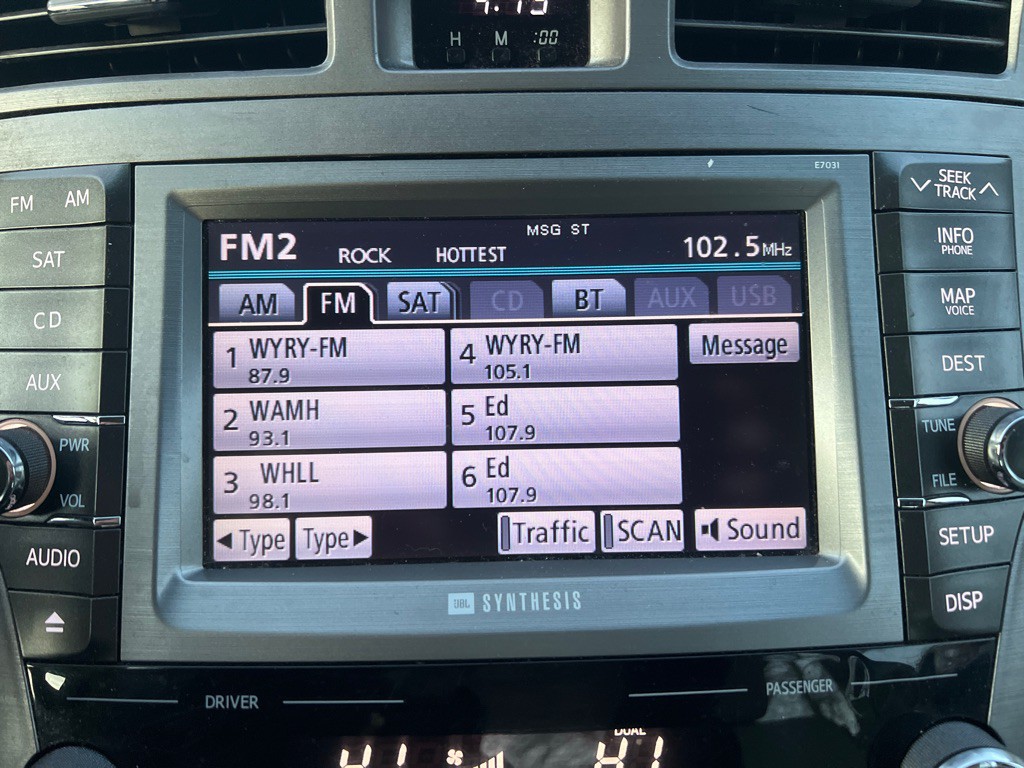 H M :00
E7031
FM AM
SAT
CD
AUX
PWR
VOL
AUDIO
MSG ST
FM2 ROCK HOTTEST 102.5MHz
AM FM SAT CD BT AUX USB
1 WYRY-FM
87.9
4 WYRY-FM
105.1
Message
2 WAMH
93.1
5 Ed
107.9
3 WHLL
98.1
6 Ed
107.9
◀Type Type▶ Traffic SCAN Sound
JBL SYNTHESIS
SEEK
TRACK
INFO
PHONE
MAP
VOICE
DEST
TUNE
FILE
SETUP
DISP
DRIVER
PASSENGER
DUAL